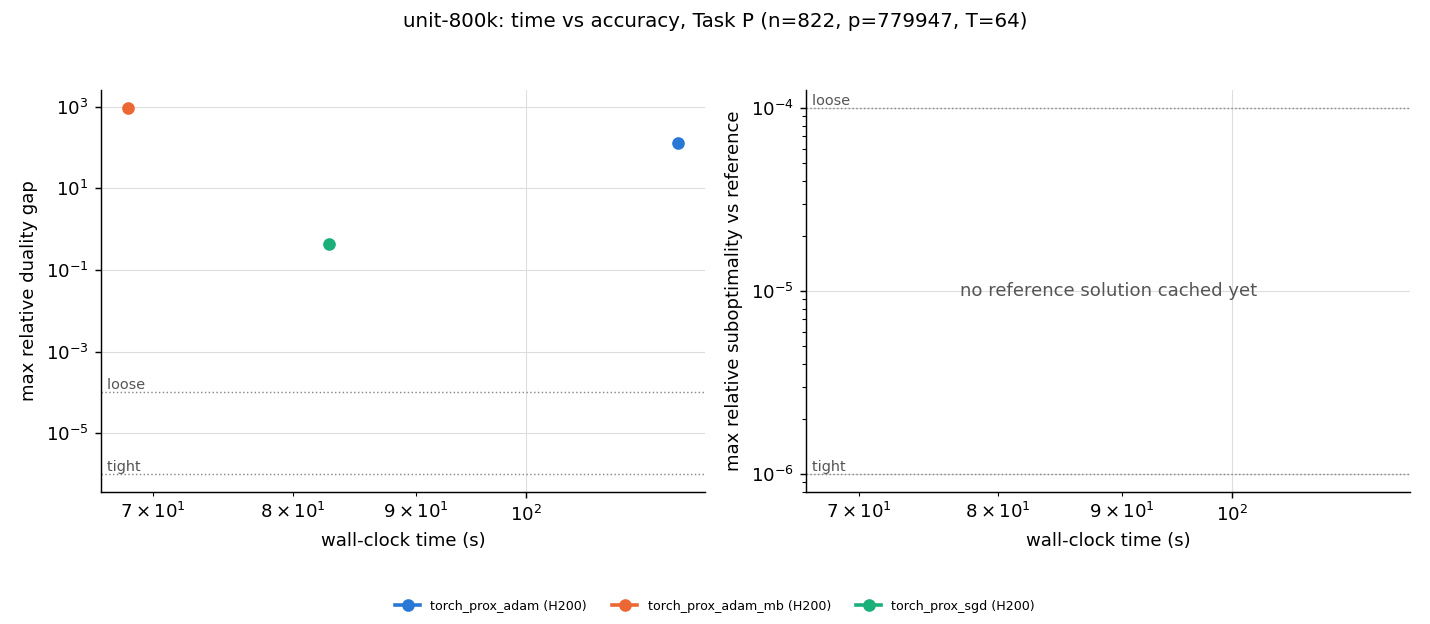 unit-800k: time vs accuracy, Task P (n=822, p=779947, T=64)
max relative duality gap
10³
10¹
10⁻¹
10⁻³
10⁻⁵
loose
tight
7 × 10¹
8 × 10¹
9 × 10¹
10²
wall-clock time (s)
max relative suboptimality vs reference
10⁻⁴
10⁻⁵
10⁻⁶
loose
no reference solution cached yet
tight
7 × 10¹
8 × 10¹
9 × 10¹
10²
wall-clock time (s)
torch_prox_adam (H200)
torch_prox_adam_mb (H200)
torch_prox_sgd (H200)